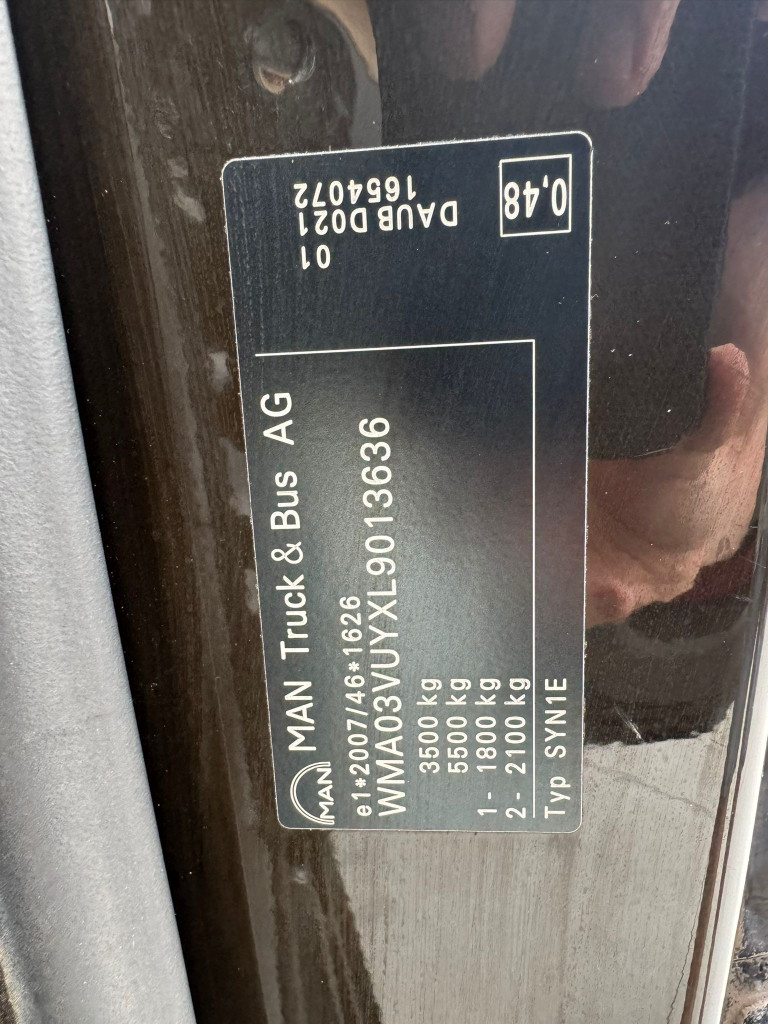 MAN
MAN Truck & Bus AG
e1*2007/46*1626
WMA03VUYXL9013636
3500 kg
5500 kg
1- 1800 kg
2- 2100 kg
Typ SYN1E
01
DAUB D021
1654072
0,48